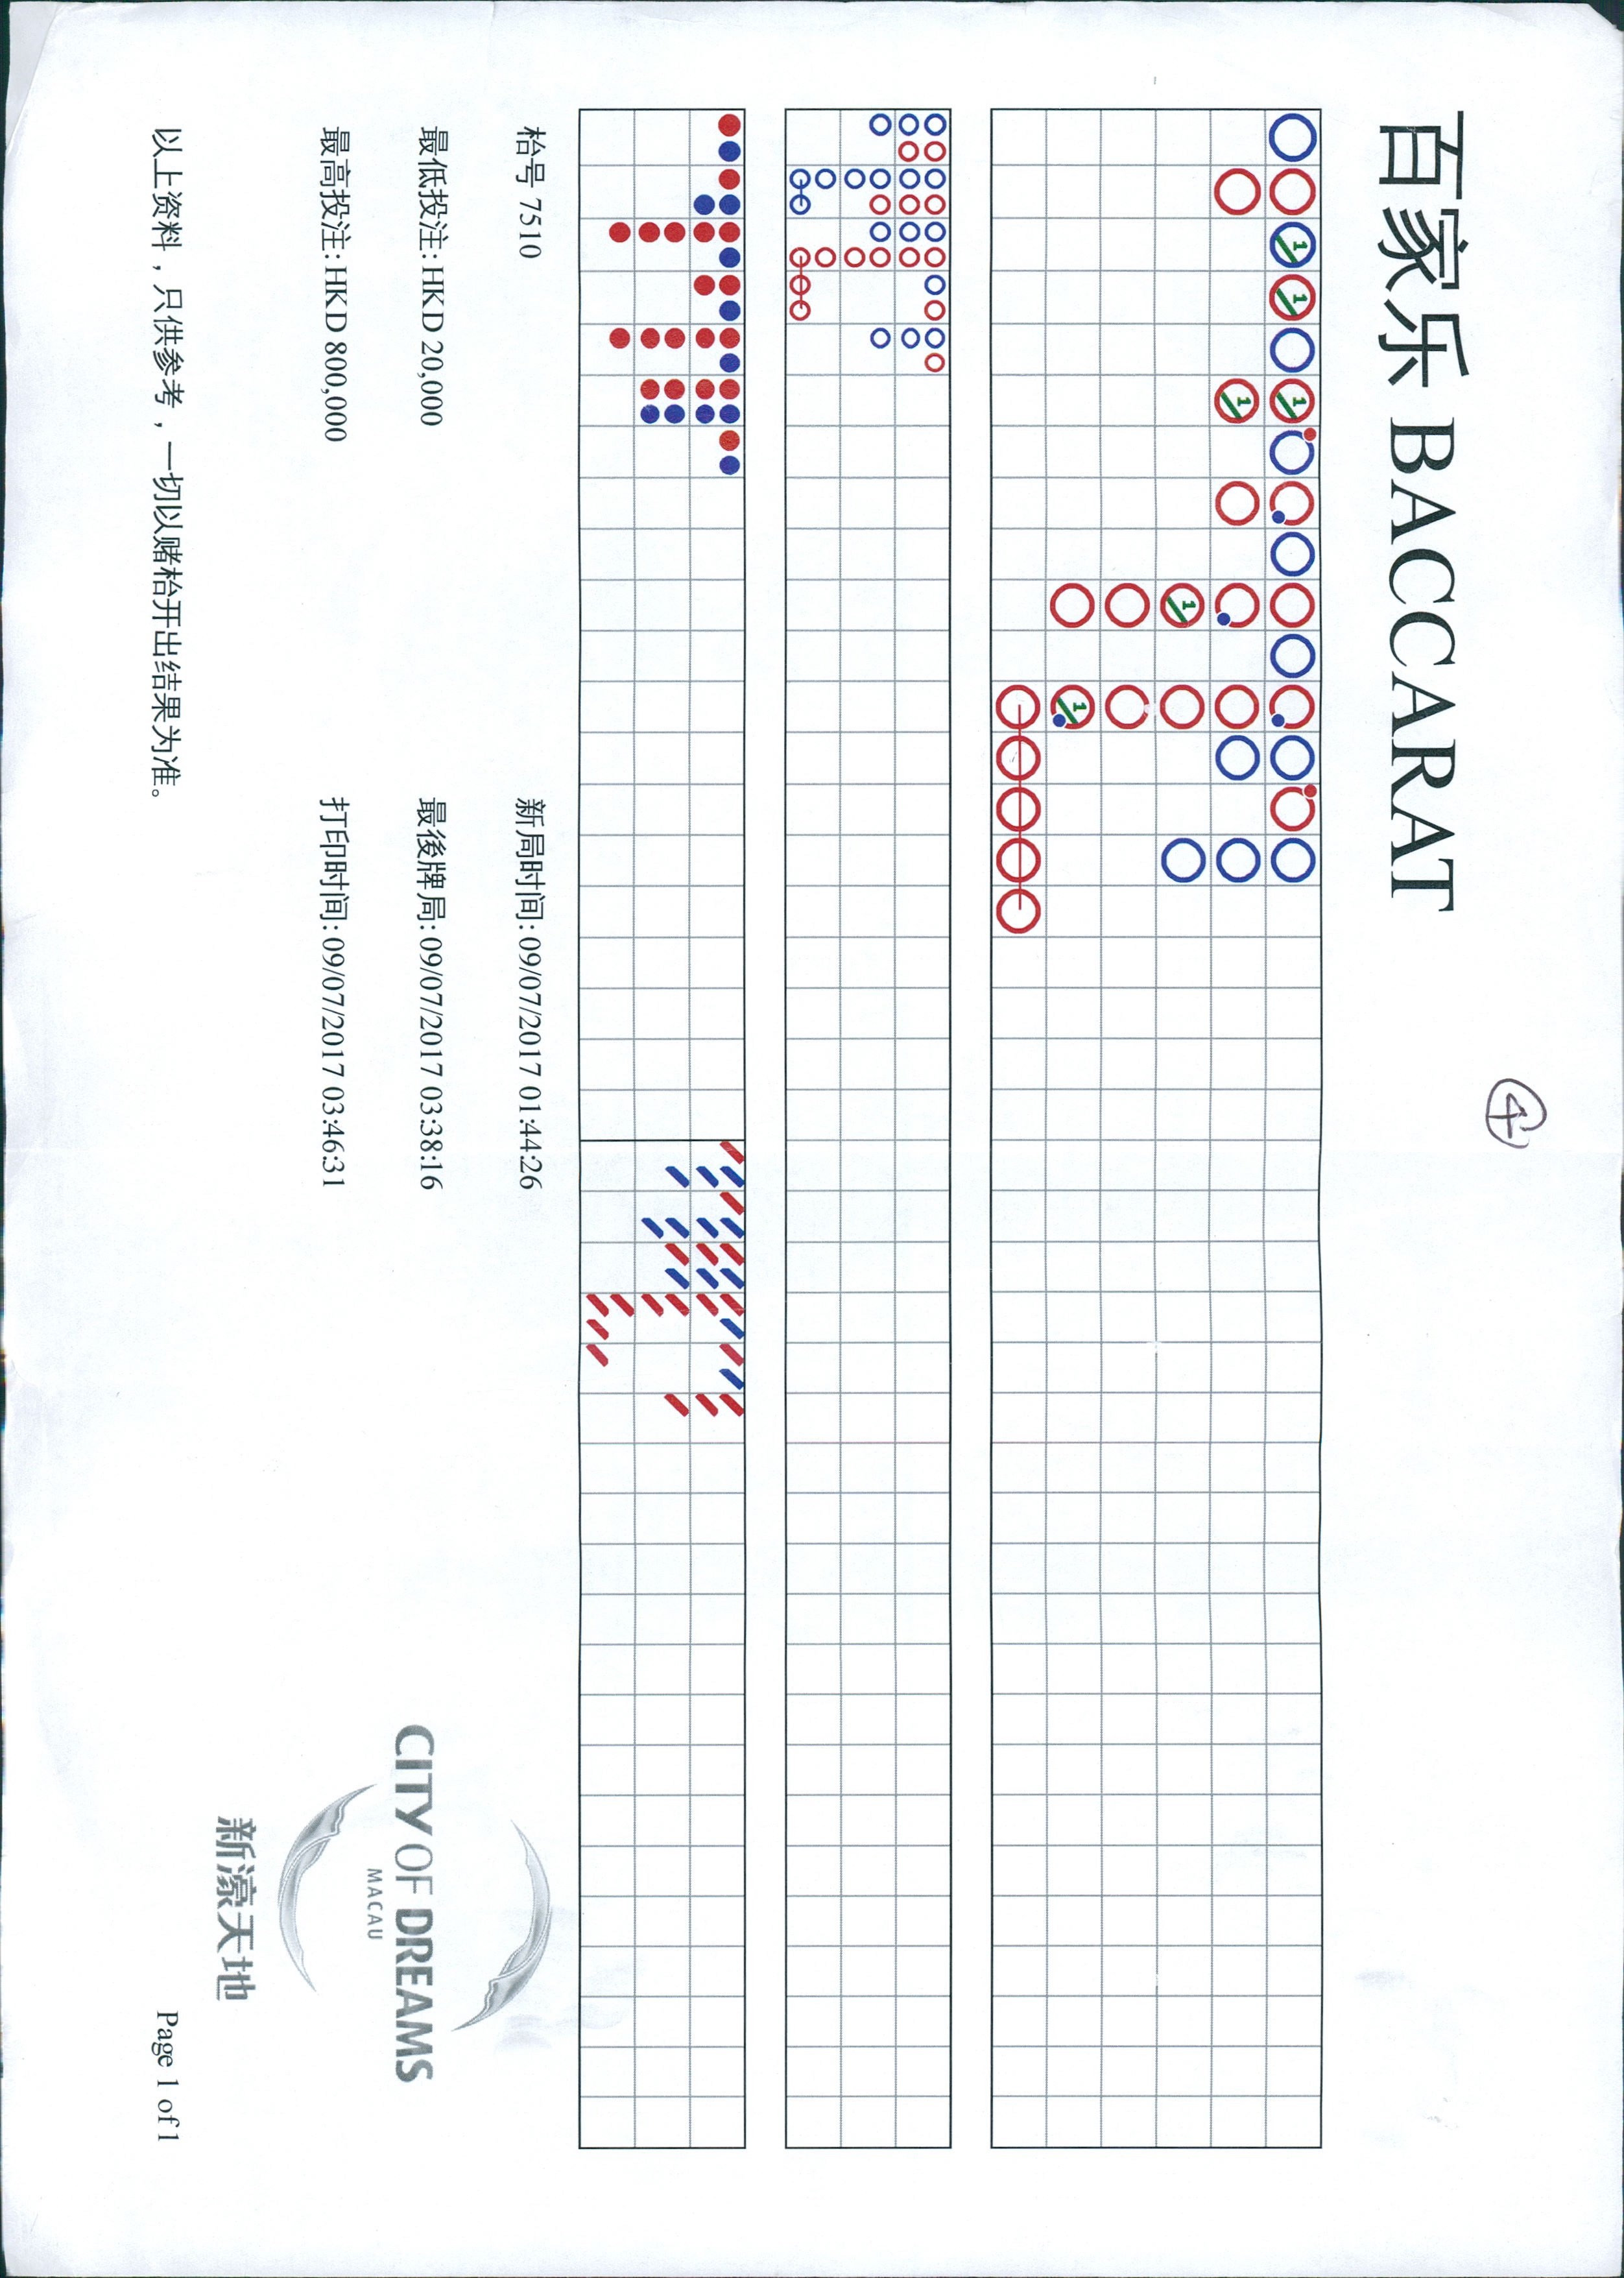 百家乐 BACCARAT
④
1 1 1
1
1
1
枱号 7510
新局时间: 09/07/2017 01:44:26
最低投注: HKD 20,000
最後牌局: 09/07/2017 03:38:16
最高投注: HKD 800,000
打印时间: 09/07/2017 03:46:31
CITY OF DREAMS
MACAU
新濠天地
以上资料，只供参考，一切以赌枱开出结果为准。
Page 1 of 1